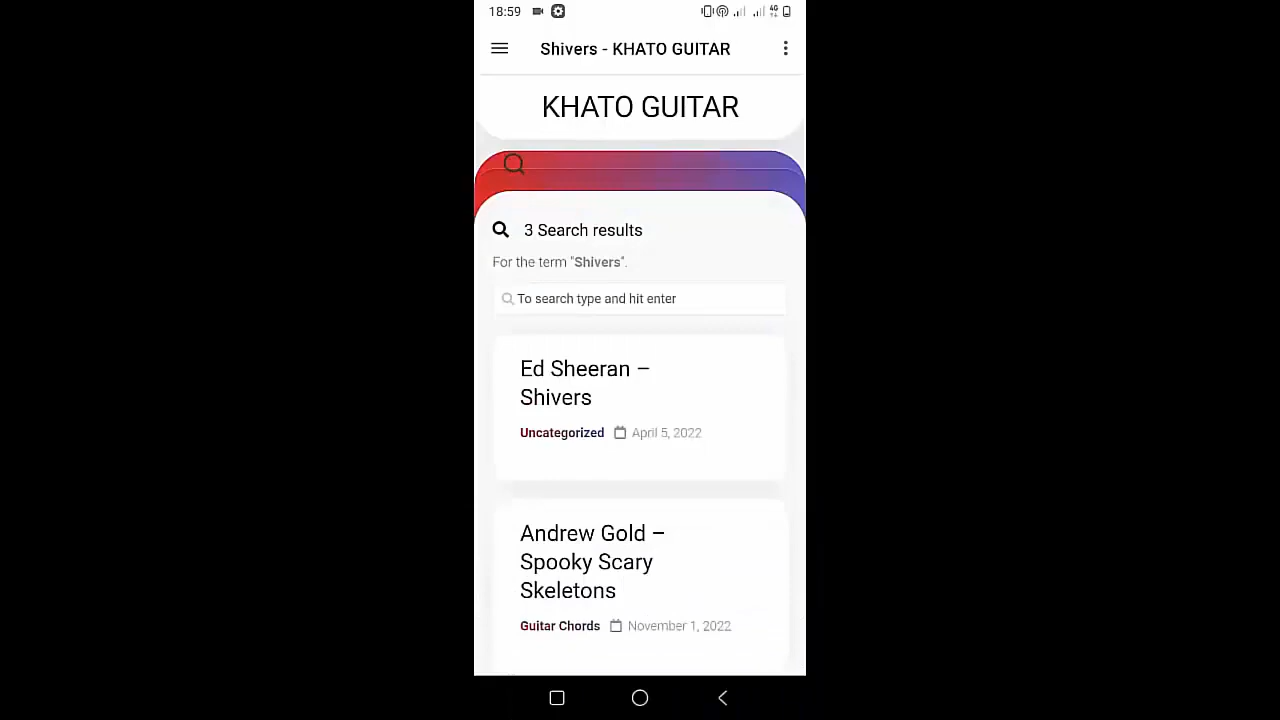 18:59
4G
Shivers - KHATO GUITAR
KHATO GUITAR
3 Search results
For the term "Shivers".
To search type and hit enter
Ed Sheeran –
Shivers
Uncategorized April 5, 2022
Andrew Gold –
Spooky Scary
Skeletons
Guitar Chords November 1, 2022